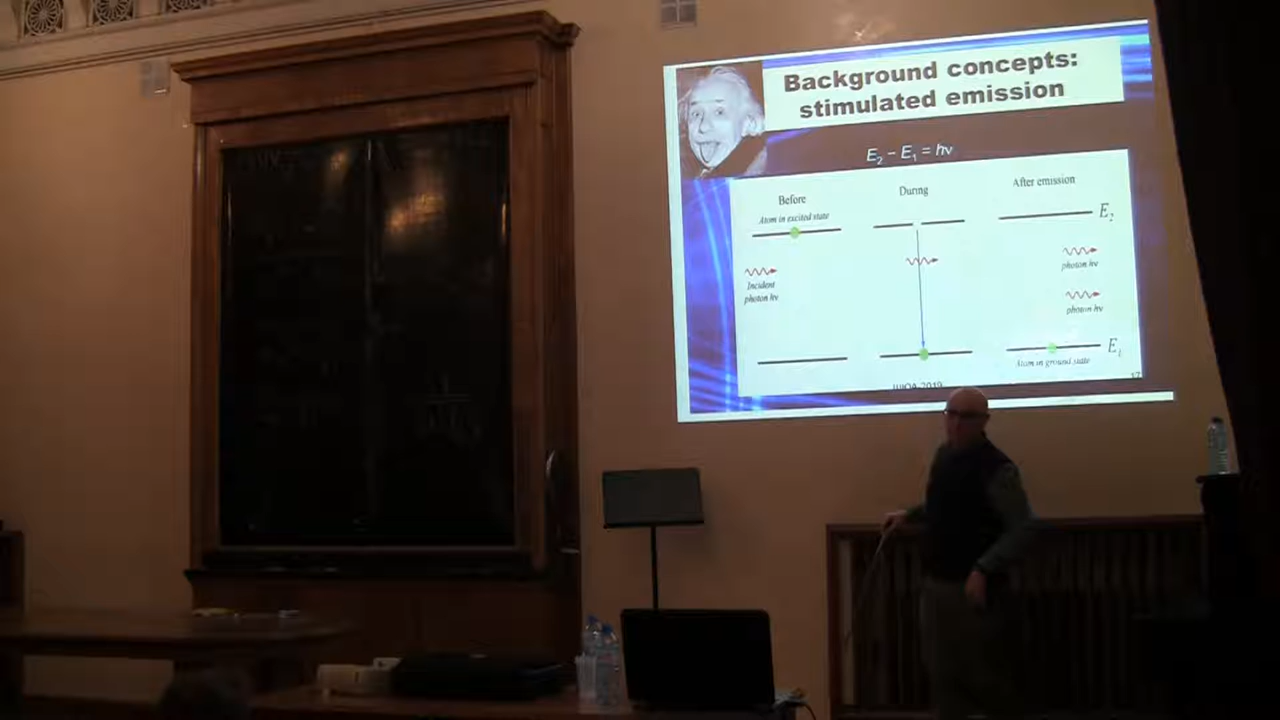 Background concepts:
stimulated emission
E₂ − E₁ = hν
Before
During
After emission
Atom in excited state
E₂
Incident
photon hν
photon hν
photon hν
E₁
Atom in ground state
17